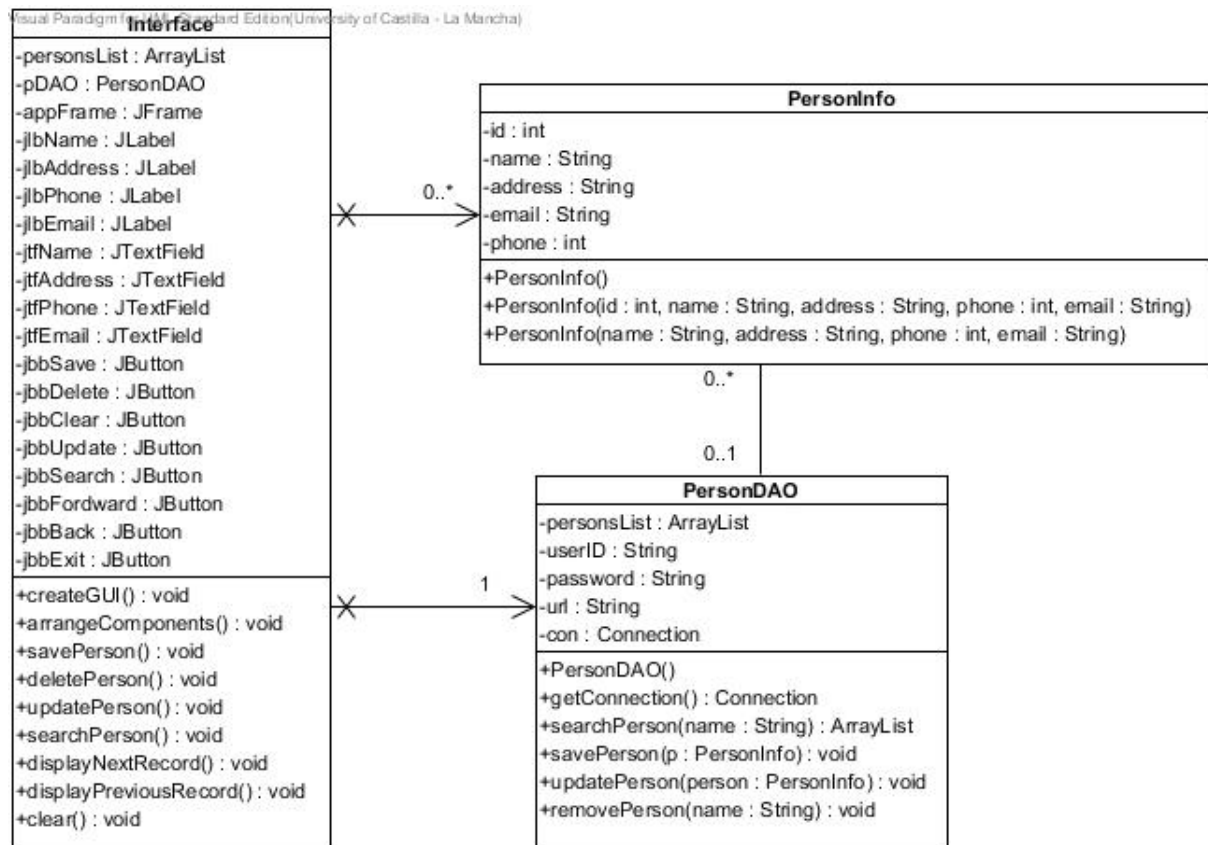 Visual Paradigm for UML Standard Edition(University of Castilla - La Mancha)
Interface
-personsList : ArrayList
-pDAO : PersonDAO
-appFrame : JFrame
-jlbName : JLabel
-jlbAddress : JLabel
-jlbPhone : JLabel
-jlbEmail : JLabel
-jtfName : JTextField
-jtfAddress : JTextField
-jtfPhone : JTextField
-jtfEmail : JTextField
-jbbSave : JButton
-jbbDelete : JButton
-jbbClear : JButton
-jbbUpdate : JButton
-jbbSearch : JButton
-jbbFordward : JButton
-jbbBack : JButton
-jbbExit : JButton
+createGUI() : void
+arrangeComponents() : void
+savePerson() : void
+deletePerson() : void
+updatePerson() : void
+searchPerson() : void
+displayNextRecord() : void
+displayPreviousRecord() : void
+clear() : void
0..*
PersonInfo
-id : int
-name : String
-address : String
-email : String
-phone : int
+PersonInfo()
+PersonInfo(id : int, name : String, address : String, phone : int, email : String)
+PersonInfo(name : String, address : String, phone : int, email : String)
0..*
0..1
1
PersonDAO
-personsList : ArrayList
-userID : String
-password : String
-url : String
-con : Connection
+PersonDAO()
+getConnection() : Connection
+searchPerson(name : String) : ArrayList
+savePerson(p : PersonInfo) : void
+updatePerson(person : PersonInfo) : void
+removePerson(name : String) : void